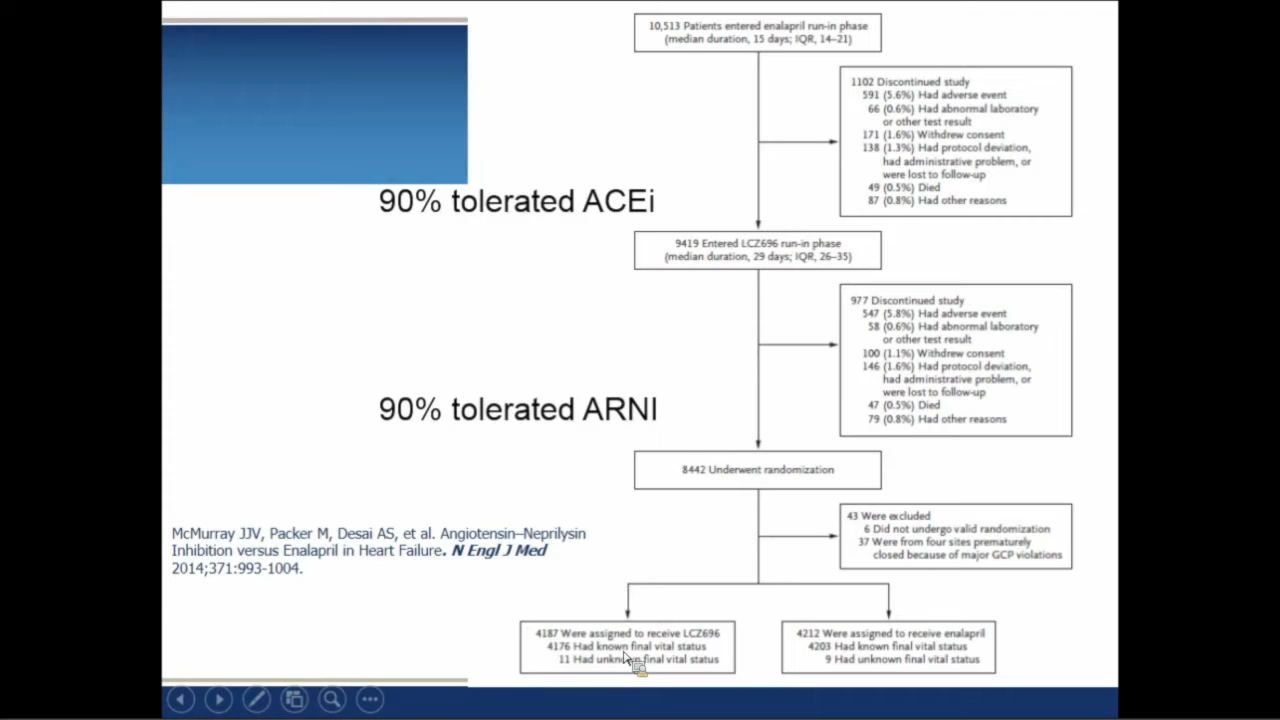 10,513 Patients entered enalapril run-in phase
(median duration, 15 days; IQR, 14–21)
1102 Discontinued study
591 (5.6%) Had adverse event
66 (0.6%) Had abnormal laboratory
or other test result
171 (1.6%) Withdrew consent
138 (1.3%) Had protocol deviation,
had administrative problem, or
were lost to follow-up
49 (0.5%) Died
87 (0.8%) Had other reasons
90% tolerated ACEi
9419 Entered LCZ696 run-in phase
(median duration, 29 days; IQR, 26–35)
977 Discontinued study
547 (5.8%) Had adverse event
58 (0.6%) Had abnormal laboratory
or other test result
100 (1.1%) Withdrew consent
146 (1.6%) Had protocol deviation,
had administrative problem, or
were lost to follow-up
47 (0.5%) Died
79 (0.8%) Had other reasons
90% tolerated ARNI
8442 Underwent randomization
43 Were excluded
6 Did not undergo valid randomization
37 Were from four sites prematurely
closed because of major GCP violations
McMurray JJV, Packer M, Desai AS, et al. Angiotensin–Neprilysin
Inhibition versus Enalapril in Heart Failure. N Engl J Med
2014;371:993-1004.
4187 Were assigned to receive LCZ696
4176 Had known final vital status
11 Had unknown final vital status
4212 Were assigned to receive enalapril
4203 Had known final vital status
9 Had unknown final vital status